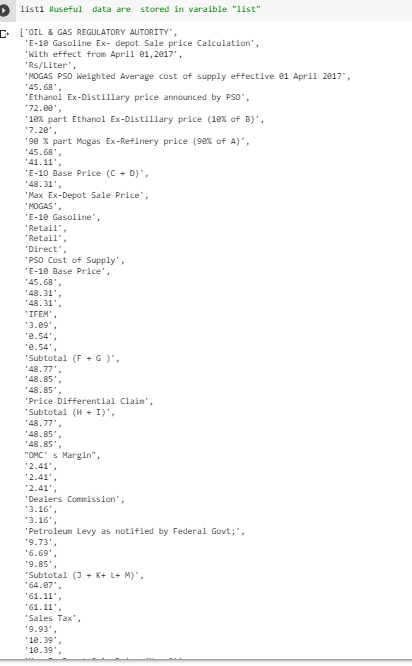 list1 #useful data are stored in varaible "list"
['OIL & GAS REGULATORY AUTORITY',
'E-10 Gasoline Ex- depot Sale price Calculation',
'With effect from April 01,2017',
'Rs/Liter',
'MOGAS PSO Weighted Average cost of supply effective 01 April 2017',
'45.68',
'Ethanol Ex-Distillary price announced by PSO',
'72.00',
'10% part Ethanol Ex-Distillary price (10% of B)',
'7.20',
'90 % part Mogas Ex-Refinery price (90% of A)',
'45.68',
'41.11',
'E-10 Base Price (C + D)',
'48.31',
'Max Ex-Depot Sale Price',
'MOGAS',
'E-10 Gasoline',
'Retail',
'Retail',
'Direct',
'PSO Cost of Supply',
'E-10 Base Price',
'45.68',
'48.31',
'48.31',
'IFEM',
'3.09',
'0.54',
'0.54',
'Subtotal (F + G )',
'48.77',
'48.85',
'48.85',
'Price Differential Claim',
'Subtotal (H + I)',
'48.77',
'48.85',
'48.85',
"OMC' s Margin",
'2.41',
'2.41',
'2.41',
'Dealers Commission',
'3.16',
'3.16',
'Petroleum Levy as notified by Federal Govt;',
'9.73',
'6.69',
'9.85',
'Subtotal (J + K+ L+ M)',
'64.07',
'61.11',
'61.11',
'Sales Tax',
'9.93',
'10.39',
'10.39',